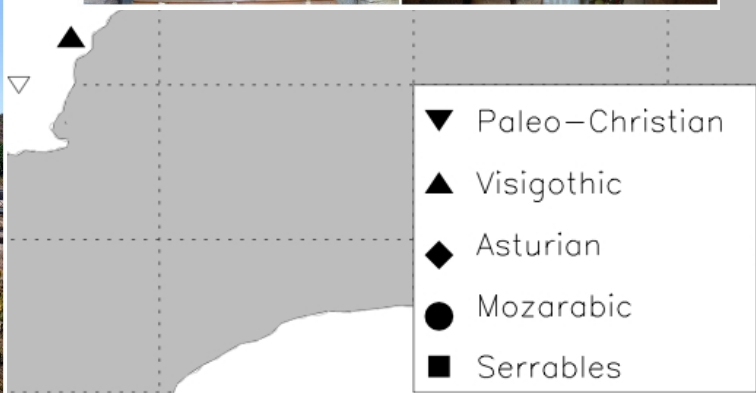 Paleo-Christian
Visigothic
Asturian
Mozarabic
Serrables